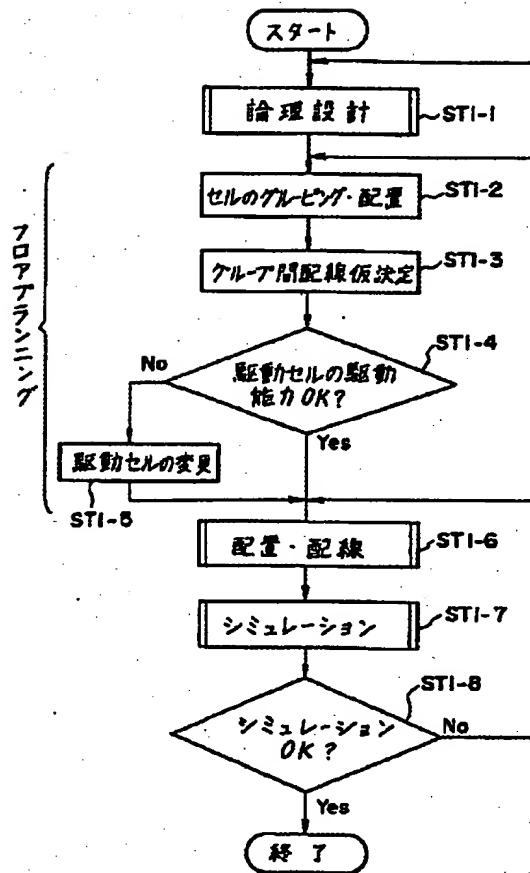 スタート
論理設計
ST1-1
セルのグルーピング・配置
ST1-2
グループ間配線仮決定
ST1-3
フロアプランニング
ST1-4
No
駆動セルの駆動
能力OK?
Yes
駆動セルの変更
ST1-5
配置・配線
ST1-6
シミュレーション
ST1-7
ST1-8
シミュレーション
OK?
No
Yes
終了